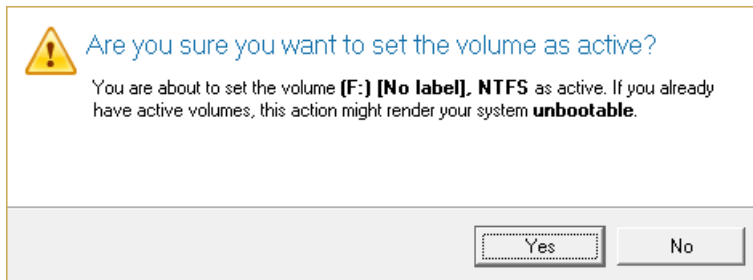 Are you sure you want to set the volume as active?
You are about to set the volume (F:) [No label], NTFS as active. If you already
have active volumes, this action might render your system unbootable.
Yes
No